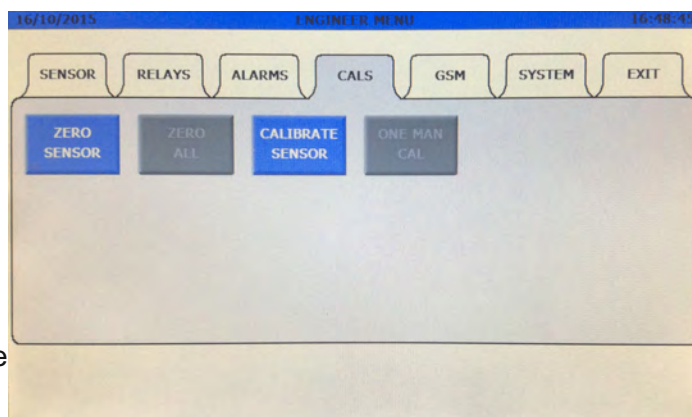 16/10/2015 ENGINEER MENU 16:48:45
SENSOR RELAYS ALARMS CALS GSM SYSTEM EXIT
ZERO SENSOR ZERO ALL CALIBRATE SENSOR ONE MAN CAL
e